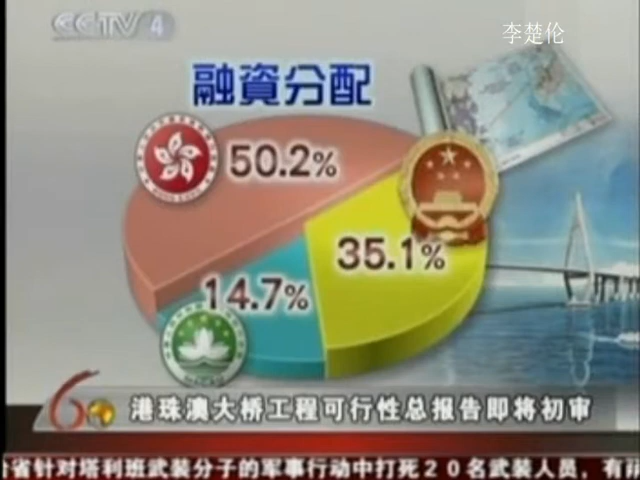 CCTV 4
李楚伦
融資分配
50.2%
35.1%
14.7%
6
港珠澳大桥工程可行性总报告即将初审
省针对塔利班武装分子的军事行动中打死20名武装人员，有